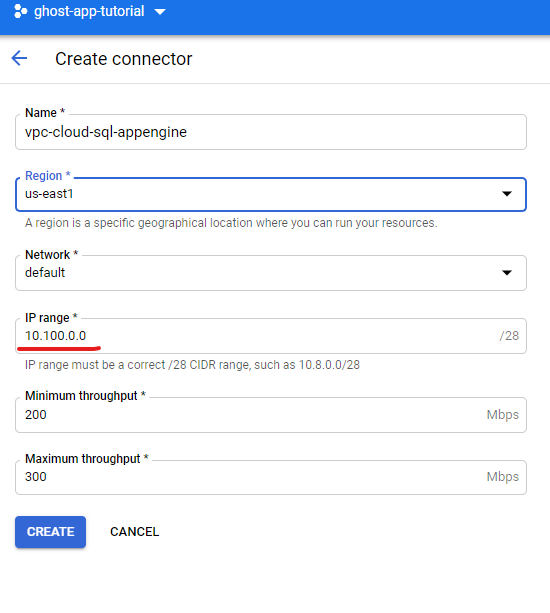 ghost-app-tutorial
Create connector
Name *
vpc-cloud-sql-appengine
Region *
us-east1
A region is a specific geographical location where you can run your resources.
Network *
default
IP range *
10.100.0.0 /28
IP range must be a correct /28 CIDR range, such as 10.8.0.0/28
Minimum throughput *
200 Mbps
Maximum throughput *
300 Mbps
CREATE CANCEL